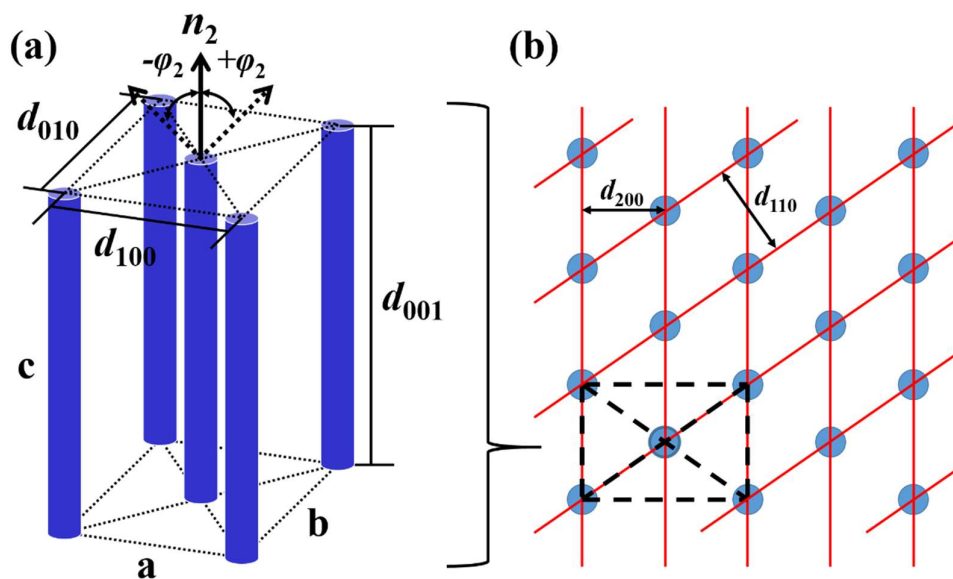 (a)
n₂
-φ₂
+φ₂
d₀₁₀
d₁₀₀
d₀₀₁
c
b
a
(b)
d₂₀₀
d₁₁₀